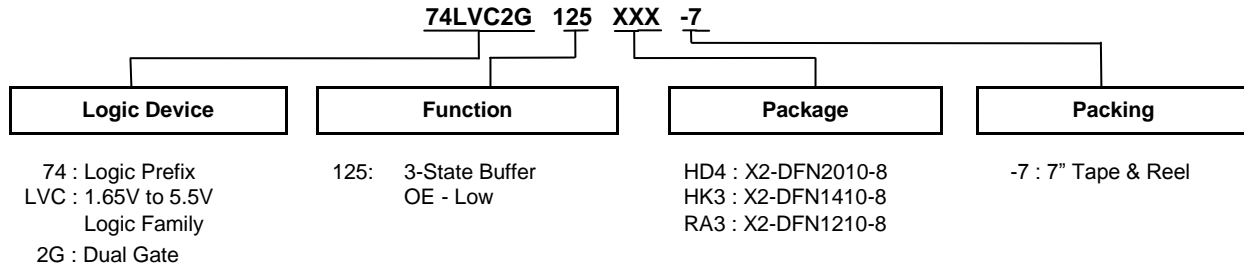 74LVC2G 125 XXX -7
Logic Device Function Package Packing
74 : Logic Prefix 125: 3-State Buffer HD4 : X2-DFN2010-8 -7 : 7” Tape & Reel
LVC : 1.65V to 5.5V OE - Low HK3 : X2-DFN1410-8
Logic Family RA3 : X2-DFN1210-8
2G : Dual Gate